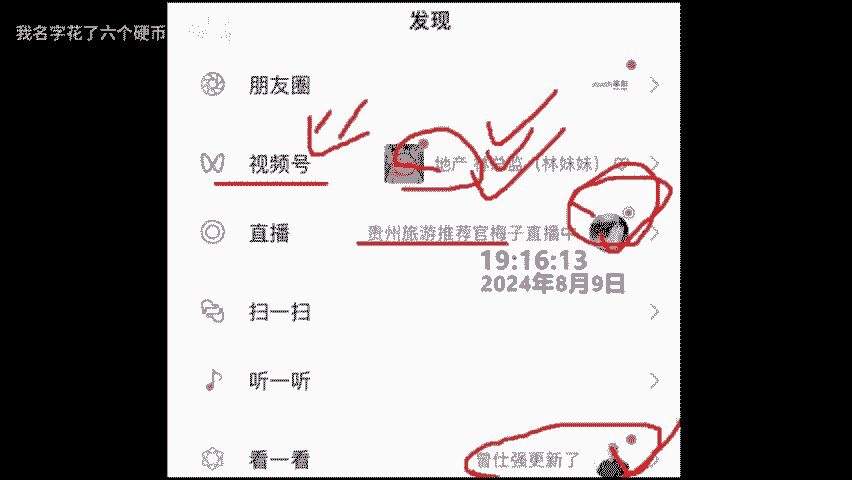 发现
我名字花了六个硬币
朋友圈
视频号
地产 林总监（林妹妹）
直播
贵州旅游推荐官梅子直播中
19:16:13
2024年8月9日
扫一扫
听一听
看一看
曾仕强更新了